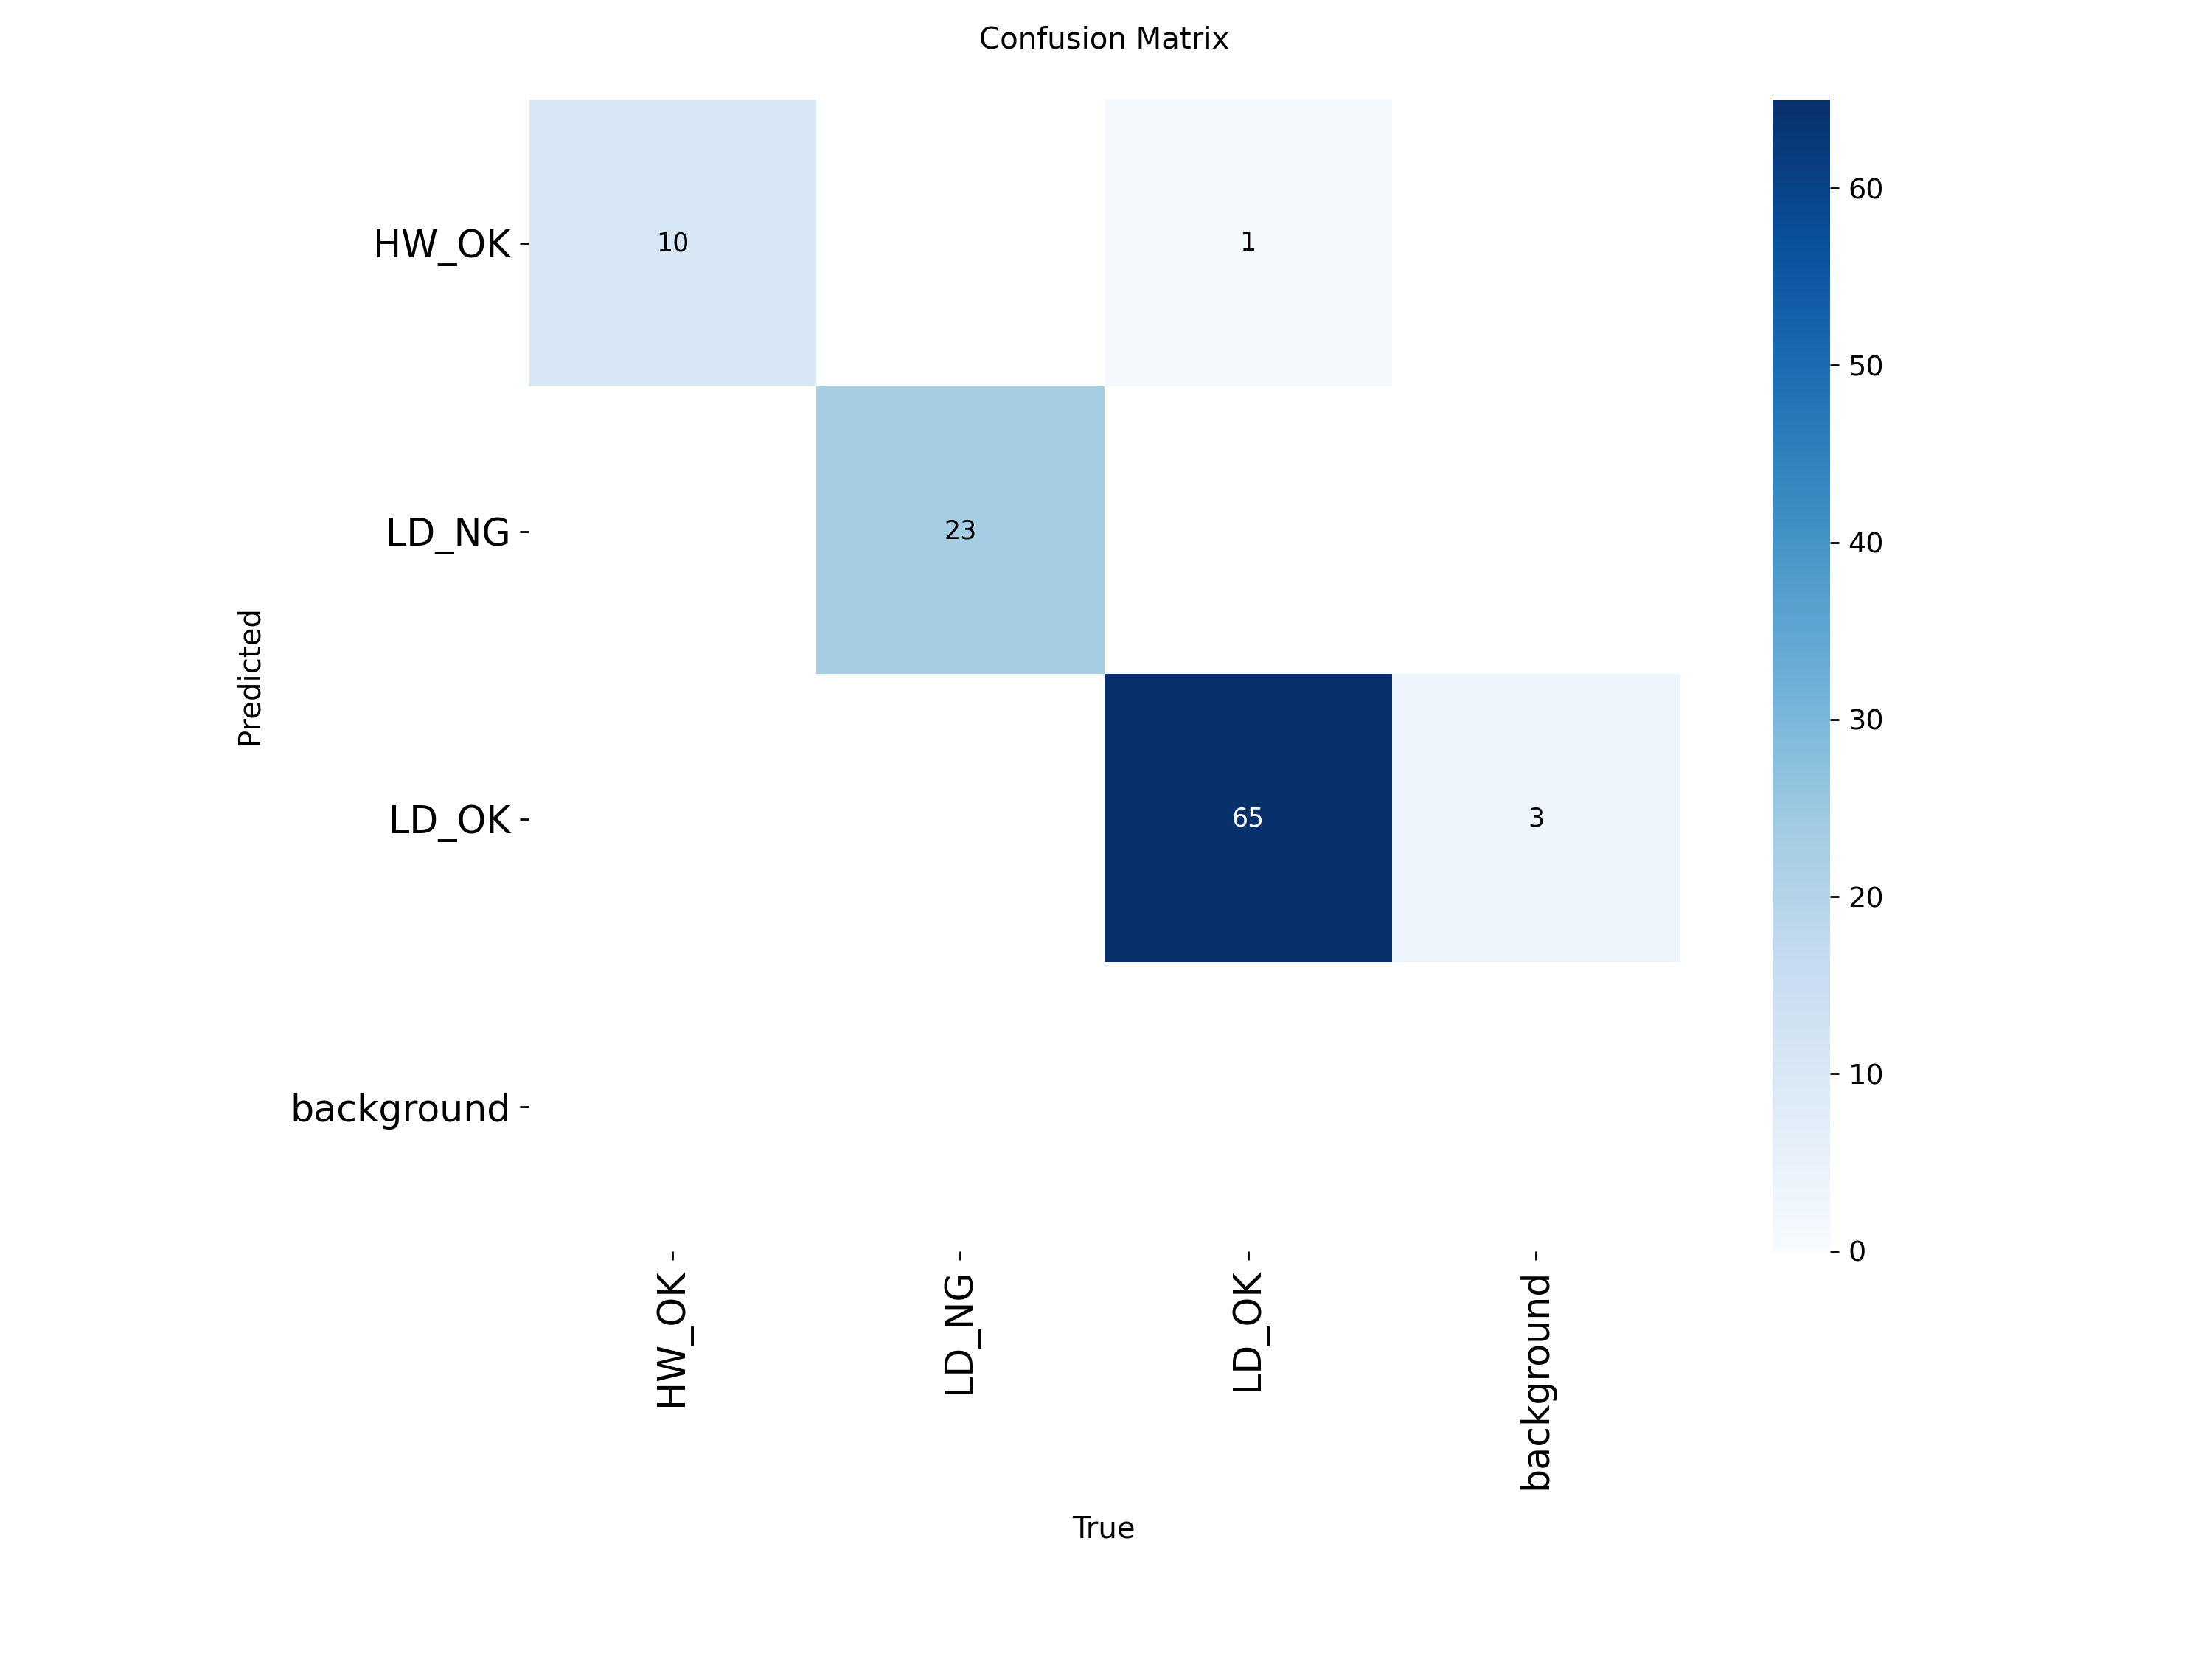 Confusion Matrix
HW_OK
10
1
LD_NG
23
LD_OK
65
3
background
HW_OK
LD_NG
LD_OK
background
Predicted
True
60
50
40
30
20
10
0